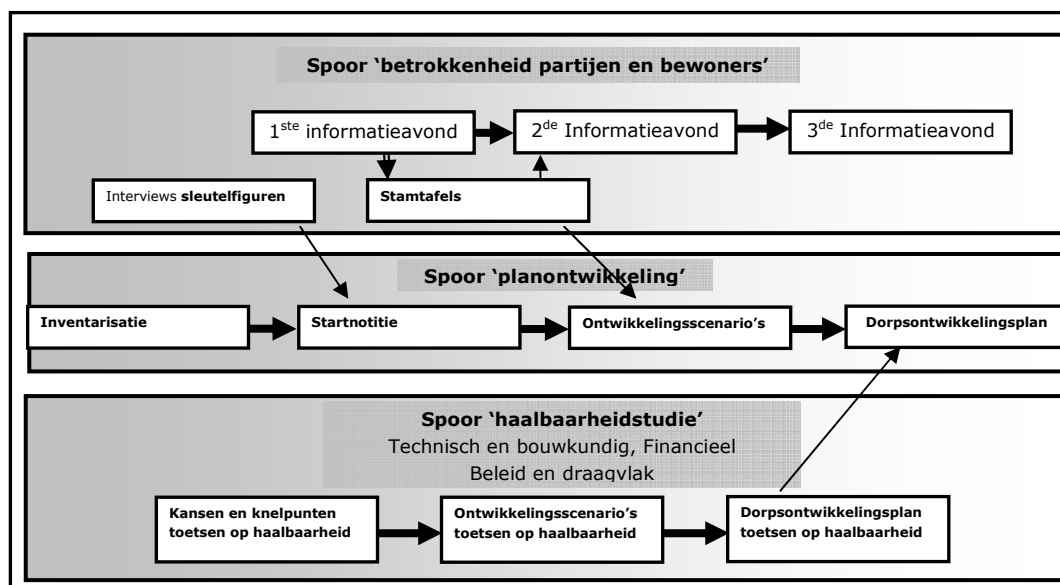 Spoor ‘betrokkenheid partijen en bewoners’
1ste informatieavond
2de Informatieavond
3de Informatieavond
Interviews sleutelfiguren
Stamtafels
Spoor ‘planontwikkeling’
Inventarisatie
Startnotitie
Ontwikkelingsscenario’s
Dorpsontwikkelingsplan
Spoor ‘haalbaarheidstudie’
Technisch en bouwkundig, Financieel
Beleid en draagvlak
Kansen en knelpunten
toetsen op haalbaarheid
Ontwikkelingsscenario’s
toetsen op haalbaarheid
Dorpsontwikkelingsplan
toetsen op haalbaarheid